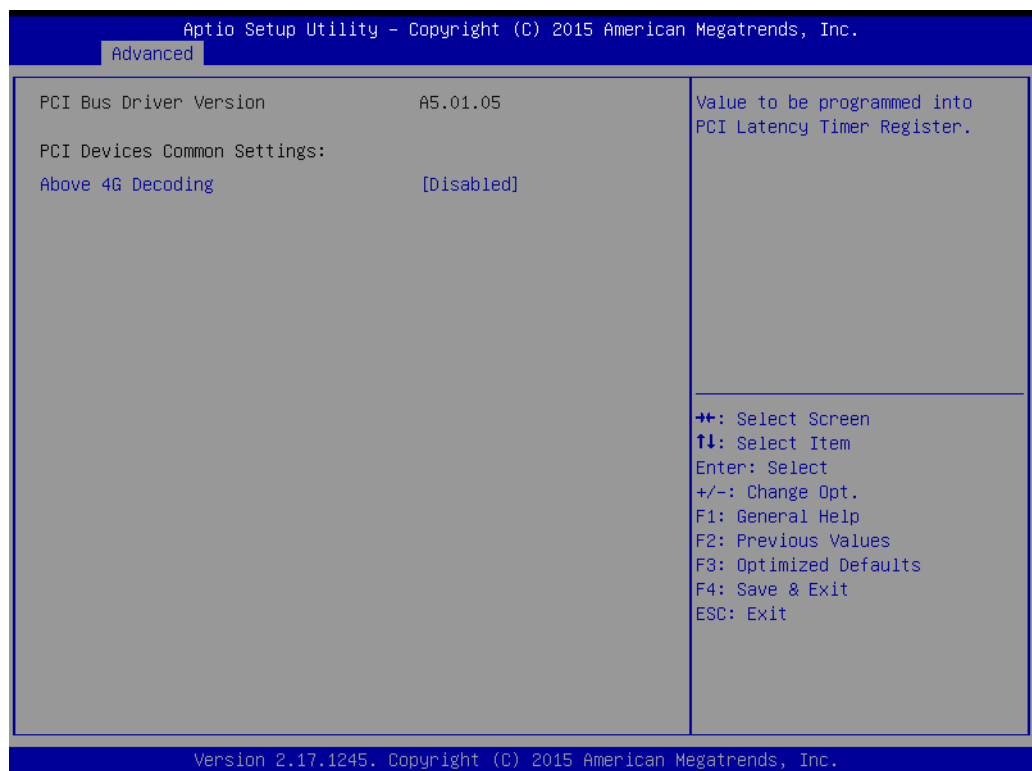 Aptio Setup Utility – Copyright (C) 2015 American Megatrends, Inc.
Advanced
PCI Bus Driver Version A5.01.05
PCI Devices Common Settings:
Above 4G Decoding [Disabled]
Value to be programmed into
PCI Latency Timer Register.
→←: Select Screen
↑↓: Select Item
Enter: Select
+/-: Change Opt.
F1: General Help
F2: Previous Values
F3: Optimized Defaults
F4: Save & Exit
ESC: Exit
Version 2.17.1245. Copyright (C) 2015 American Megatrends, Inc.